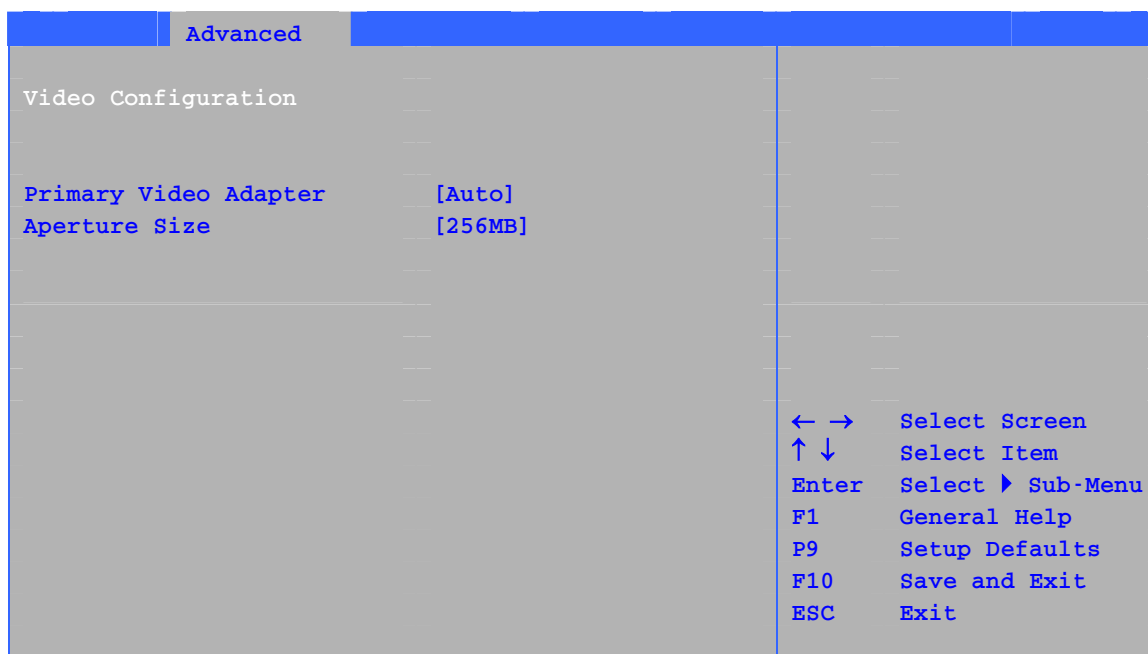 Advanced
Video Configuration
Primary Video Adapter [Auto]
Aperture Size [256MB]
← → Select Screen
↑ ↓ Select Item
Enter Select ▶ Sub-Menu
F1 General Help
P9 Setup Defaults
F10 Save and Exit
ESC Exit